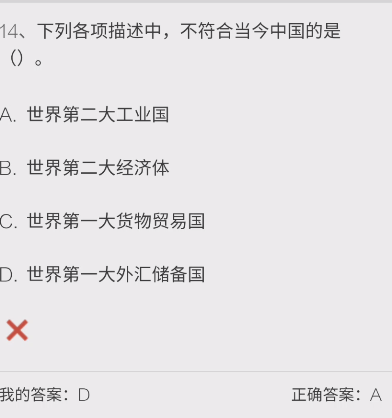 14、下列各项描述中，不符合当今中国的是
（）。
A. 世界第二大工业国
B. 世界第二大经济体
C. 世界第一大货物贸易国
D. 世界第一大外汇储备国
我的答案：D
正确答案：A